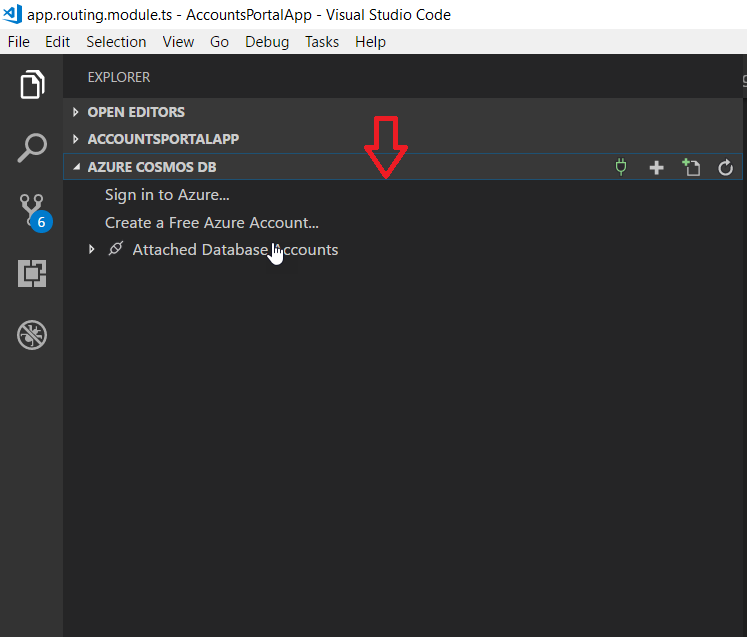 app.routing.module.ts - AccountsPortalApp - Visual Studio Code
File Edit Selection View Go Debug Tasks Help
EXPLORER
OPEN EDITORS
ACCOUNTSPORTALAPP
AZURE COSMOS DB
Sign in to Azure...
Create a Free Azure Account...
6
Attached Database Accounts